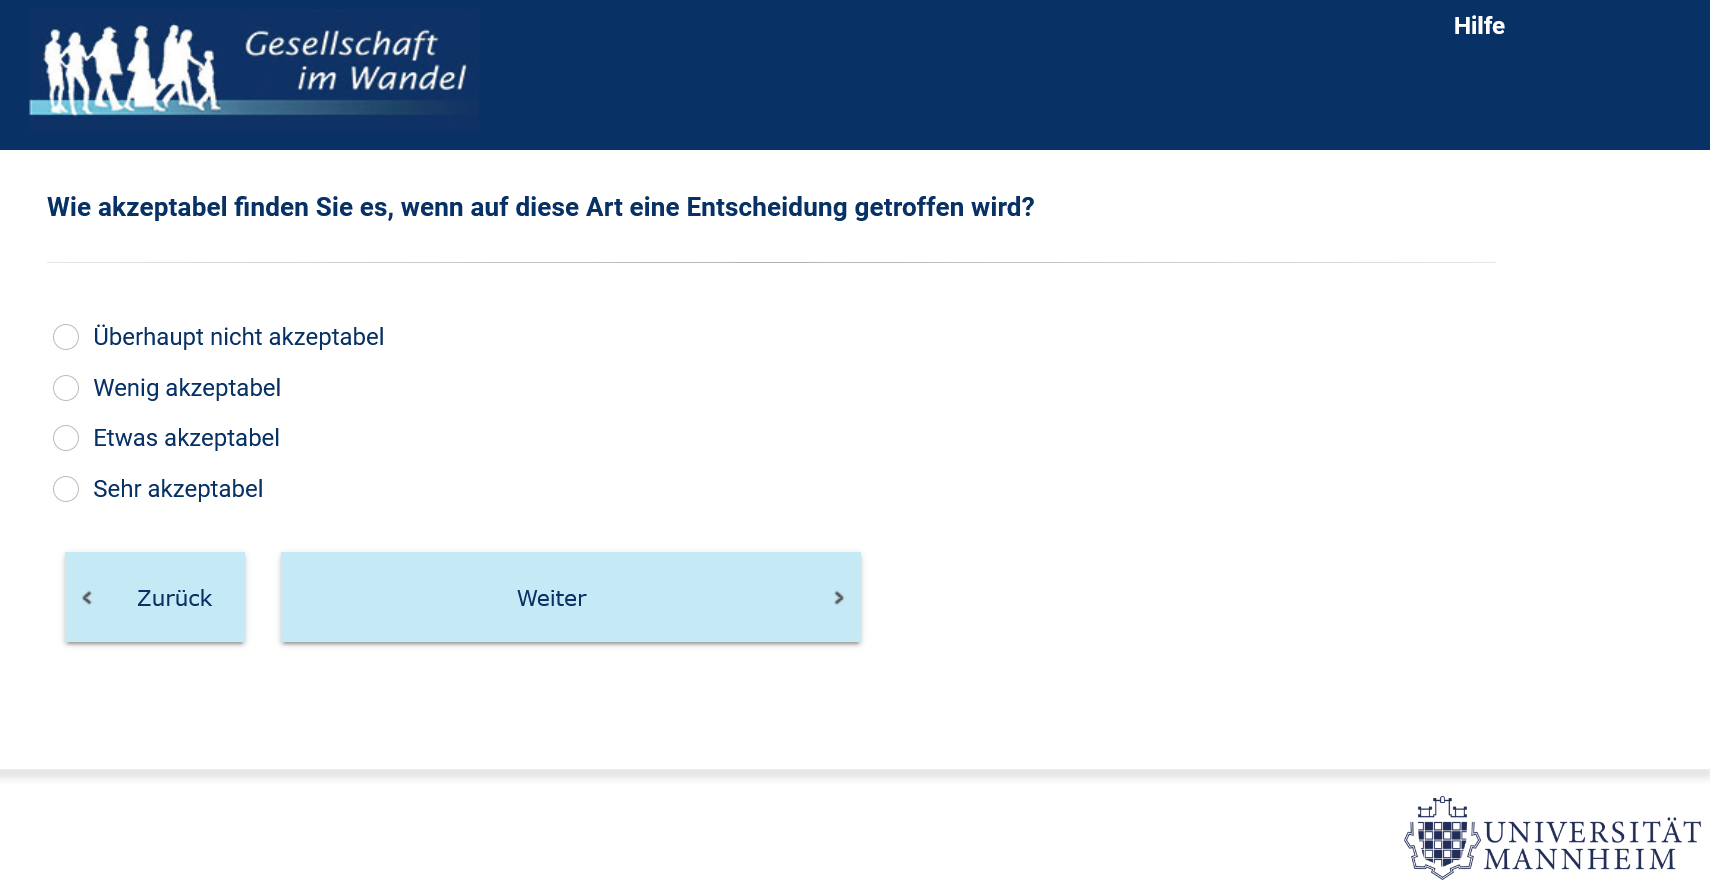 Gesellschaft
im Wandel
Hilfe
Wie akzeptabel finden Sie es, wenn auf diese Art eine Entscheidung getroffen wird?
Überhaupt nicht akzeptabel
Wenig akzeptabel
Etwas akzeptabel
Sehr akzeptabel
Zurück
Weiter
UNIVERSITÄT
MANNHEIM